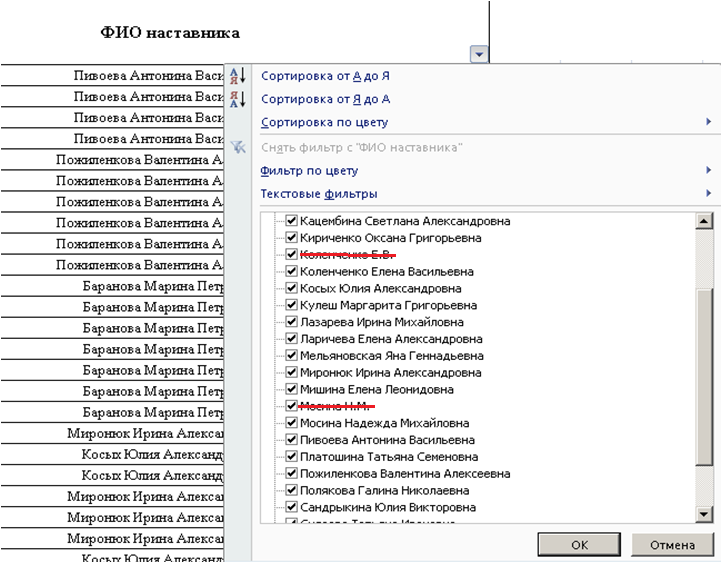 ФИО наставника
Пивоева Антонина Васи
Пивоева Антонина Васи
Пивоева Антонина Васи
Пивоева Антонина Васи
Пожиленкова Валентина А
Пожиленкова Валентина А
Пожиленкова Валентина А
Пожиленкова Валентина А
Пожиленкова Валентина А
Пожиленкова Валентина А
Баранова Марина Петр
Баранова Марина Петр
Баранова Марина Петр
Баранова Марина Петр
Баранова Марина Петр
Баранова Марина Петр
Баранова Марина Петр
Миронюк Ирина Алексан
Косых Юлия Александ
Косых Юлия Александ
Миронюк Ирина Алексан
Миронюк Ирина Алексан
Миронюк Ирина Алексан
Косых Юлия Александ
Сортировка от А до Я
Сортировка от Я до А
Сортировка по цвету
Снять фильтр с "ФИО наставника"
Фильтр по цвету
Текстовые фильтры
Кацембина Светлана Александровна
Кириченко Оксана Григорьевна
Коленченко Е.В.
Коленченко Елена Васильевна
Косых Юлия Александровна
Кулеш Маргарита Григорьевна
Лазарева Ирина Михайловна
Ларичева Елена Александровна
Мельяновская Яна Геннадьевна
Миронюк Ирина Александровна
Мишина Елена Леонидовна
Мосина Н.М.
Мосина Надежда Михайловна
Пивоева Антонина Васильевна
Платошина Татьяна Семеновна
Пожиленкова Валентина Алексеевна
Полякова Галина Николаевна
Сандрыкина Юлия Викторовна
ОК
Отмена